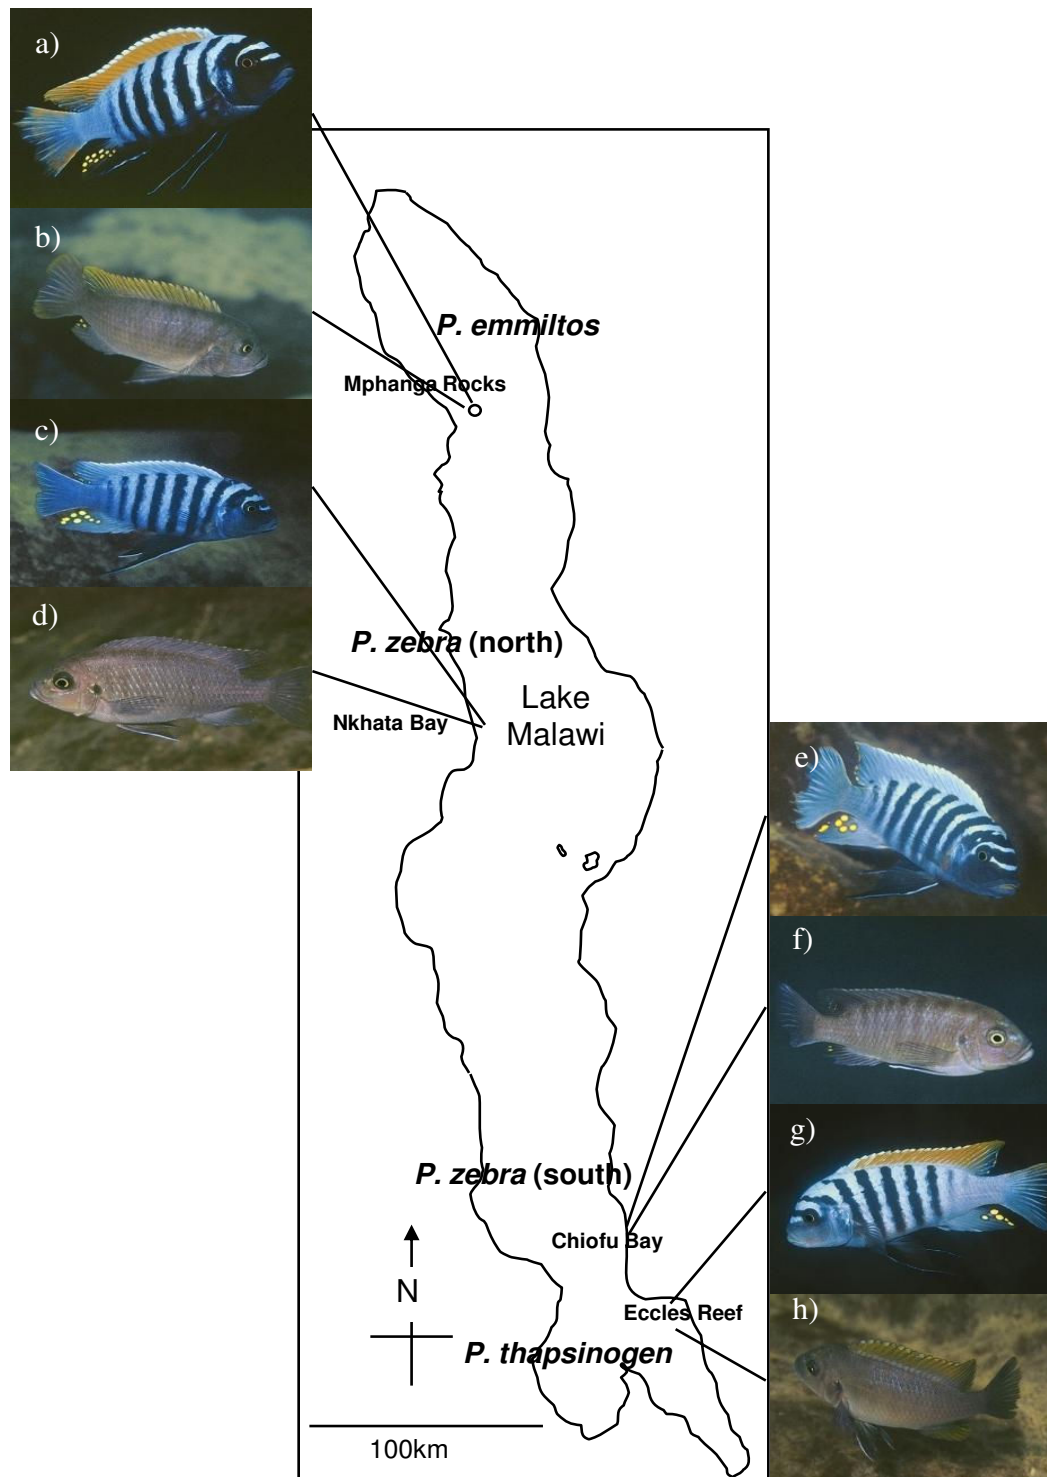 a)
b)
c)
d)
P. emmiltos
Mphanga Rocks
P. zebra (north)
Lake
Malawi
Nkhata Bay
e)
f)
g)
h)
P. zebra (south)
Chiofu Bay
N
Eccles Reef
P. thapsinogen
100km